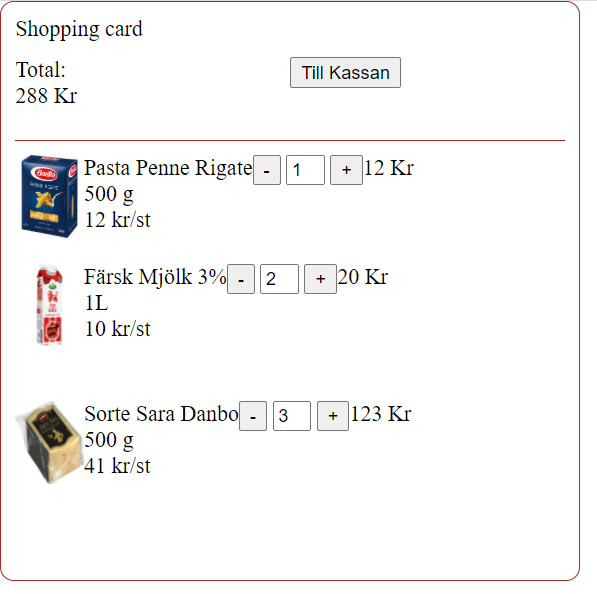 Shopping card
Total:
288 Kr
Till Kassan
Pasta Penne Rigate - 1 + 12 Kr
500 g
12 kr/st
Färsk Mjölk 3% - 2 + 20 Kr
1L
10 kr/st
Sorte Sara Danbo - 3 + 123 Kr
500 g
41 kr/st